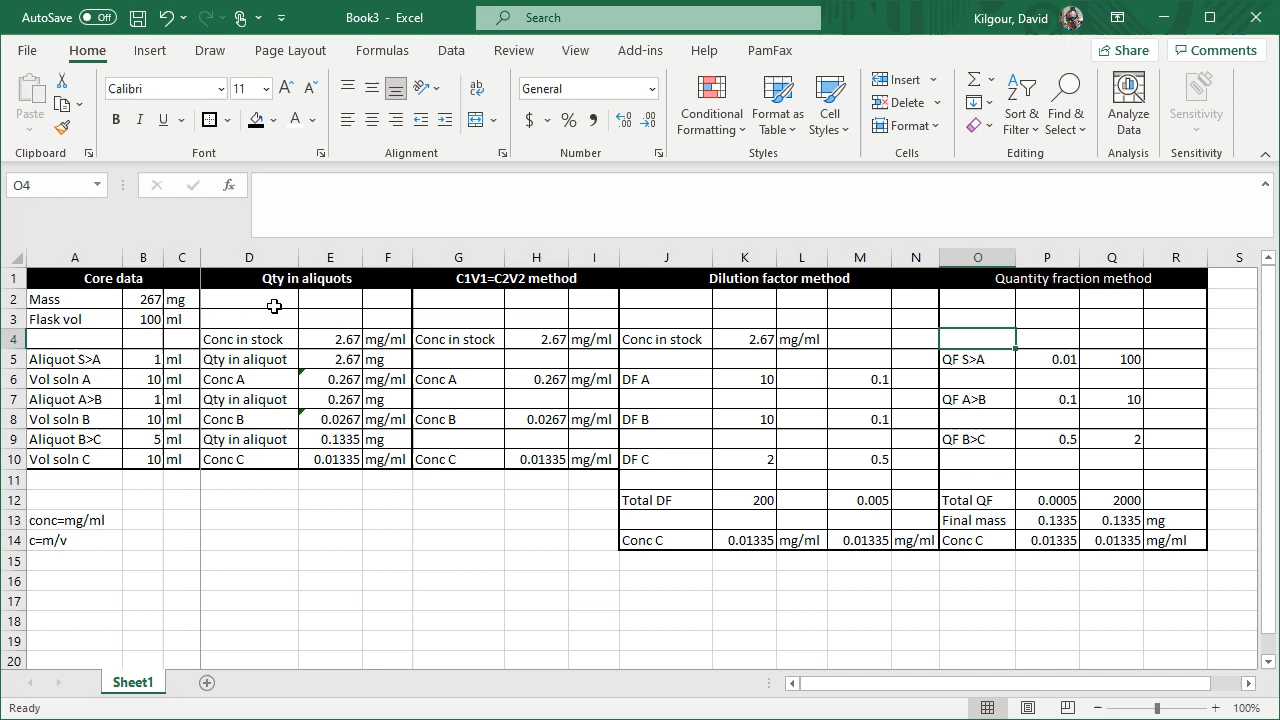 AutoSave Off Book3 - Excel Search Kilgour, David
File Home Insert Draw Page Layout Formulas Data Review View Add-ins Help PamFax Share Comments
Paste Calibri 11 A^ A˅ ab General Conditional Formatting Format as Table Cell Styles Insert Delete Format Sort & Filter Find & Select Analyze Data Sensitivity
B I U A $ % 9
Clipboard Font Alignment Number Styles Cells Editing Analysis Sensitivity
O4 fx
A B C D E F G H I J K L M N O P Q R S
1 Core data Qty in aliquots C1V1=C2V2 method Dilution factor method Quantity fraction method
2 Mass 267 mg
3 Flask vol 100 ml
4 Conc in stock 2.67 mg/ml Conc in stock 2.67 mg/ml Conc in stock 2.67 mg/ml
5 Aliquot S>A 1 ml Qty in aliquot 2.67 mg QF S>A 0.01 100
6 Vol soln A 10 ml Conc A 0.267 mg/ml Conc A 0.267 mg/ml DF A 10 0.1
7 Aliquot A>B 1 ml Qty in aliquot 0.267 mg QF A>B 0.1 10
8 Vol soln B 10 ml Conc B 0.0267 mg/ml Conc B 0.0267 mg/ml DF B 10 0.1
9 Aliquot B>C 5 ml Qty in aliquot 0.1335 mg QF B>C 0.5 2
10 Vol soln C 10 ml Conc C 0.01335 mg/ml Conc C 0.01335 mg/ml DF C 2 0.5
11
12 Total DF 200 0.005 Total QF 0.0005 2000
13 conc=mg/ml Final mass 0.1335 0.1335 mg
14 c=m/v Conc C 0.01335 mg/ml 0.01335 mg/ml Conc C 0.01335 0.01335 mg/ml
15
16
17
18
19
20
Sheet1
Ready 100%